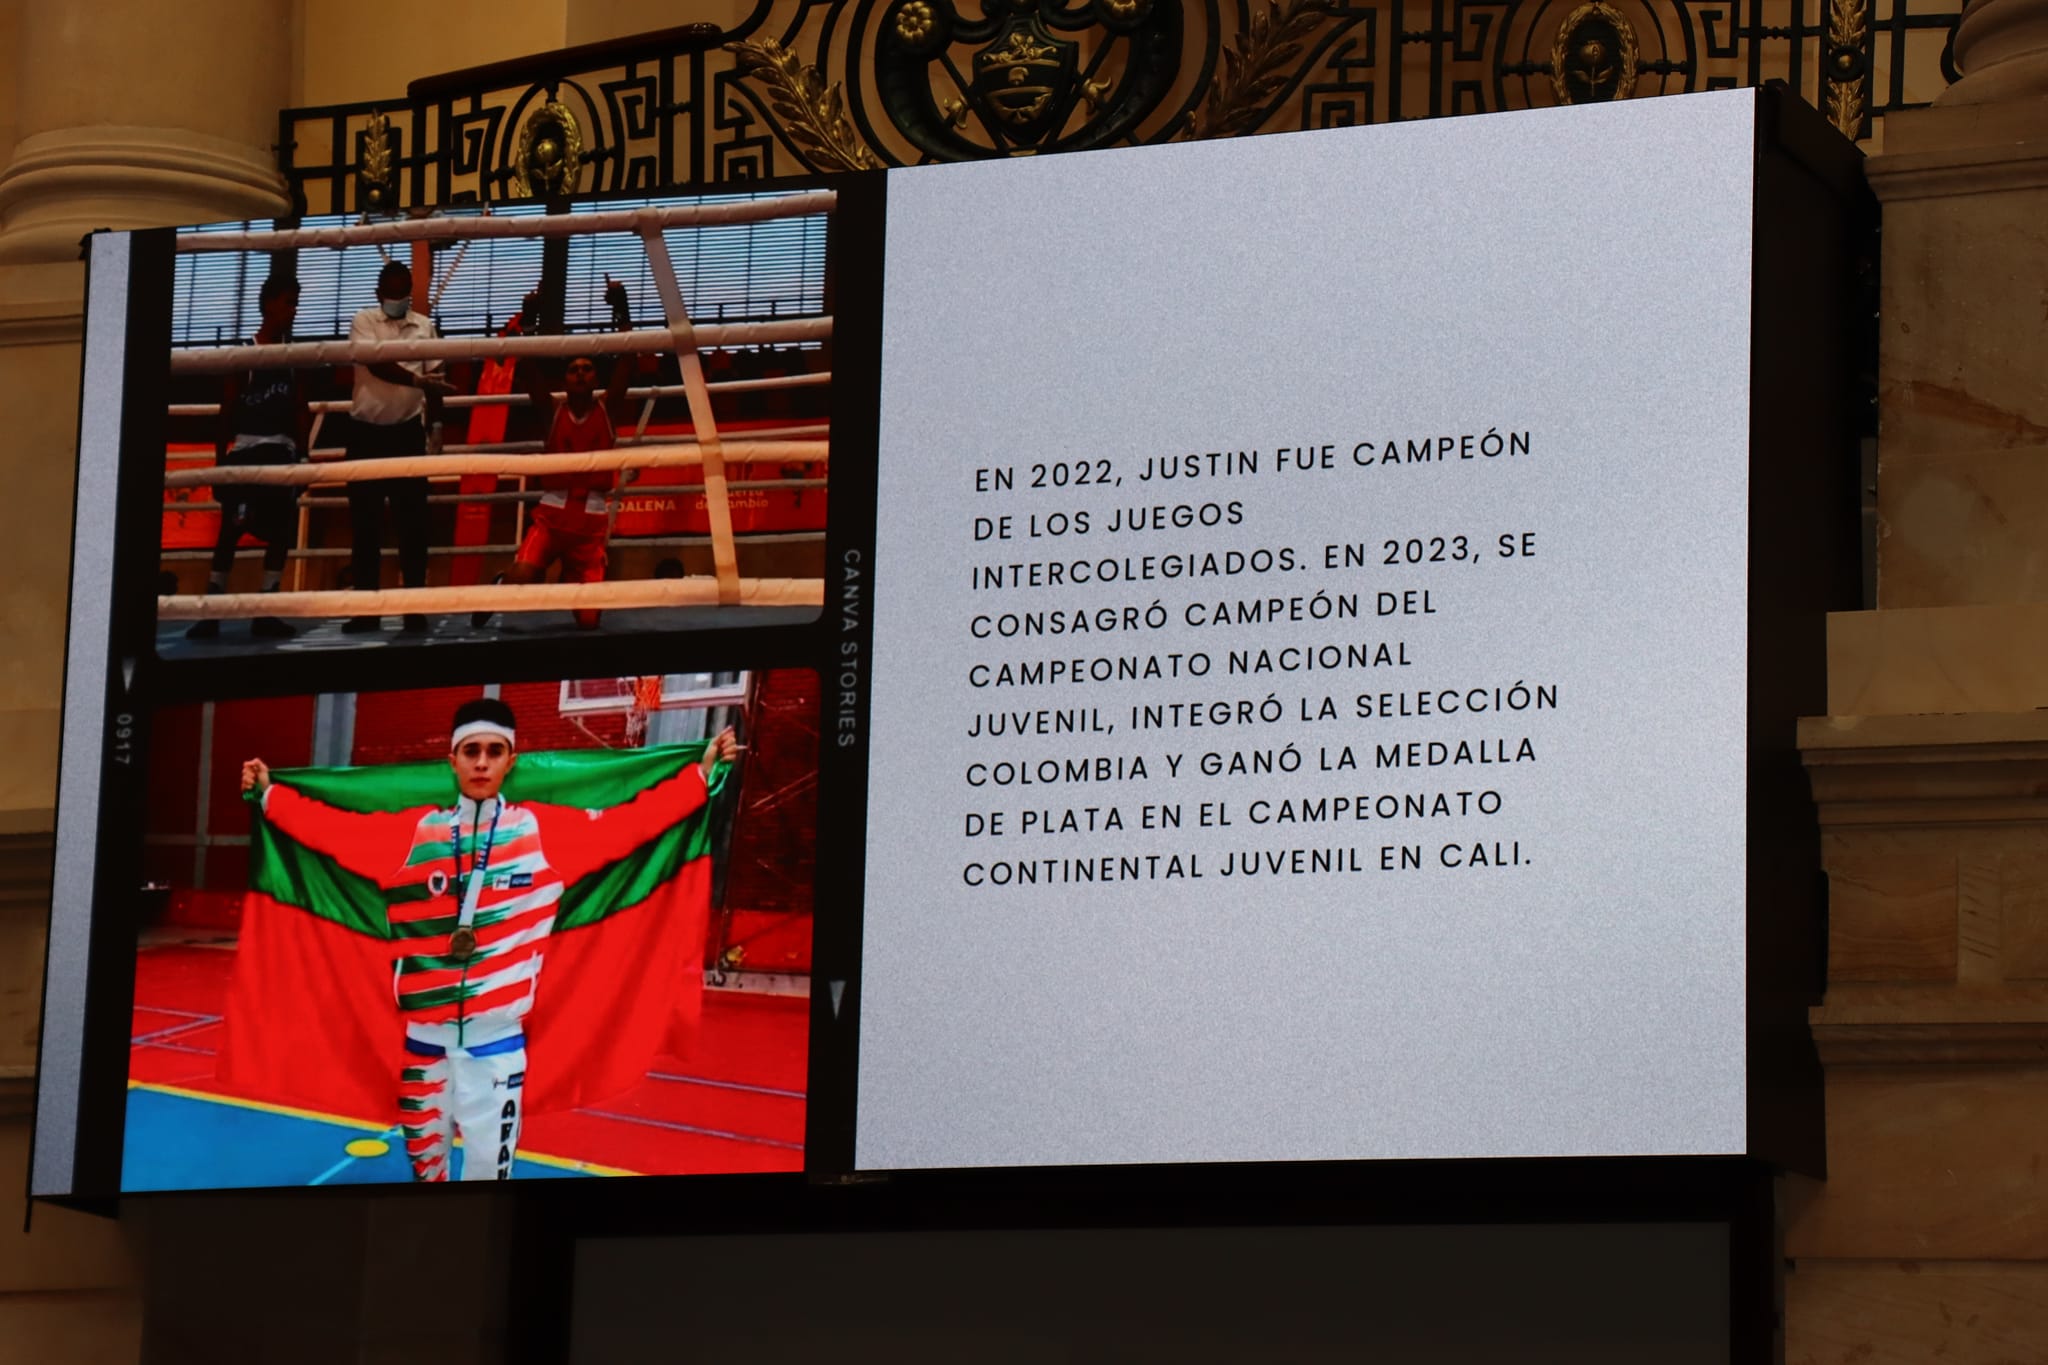 EN 2022, JUSTIN FUE CAMPEÓN
DE LOS JUEGOS
INTERCOLEGIADOS. EN 2023, SE
CONSAGRÓ CAMPEÓN DEL
CAMPEONATO NACIONAL
JUVENIL, INTEGRÓ LA SELECCIÓN
COLOMBIA Y GANÓ LA MEDALLA
DE PLATA EN EL CAMPEONATO
CONTINENTAL JUVENIL EN CALI.
CANVA STORIES
0917